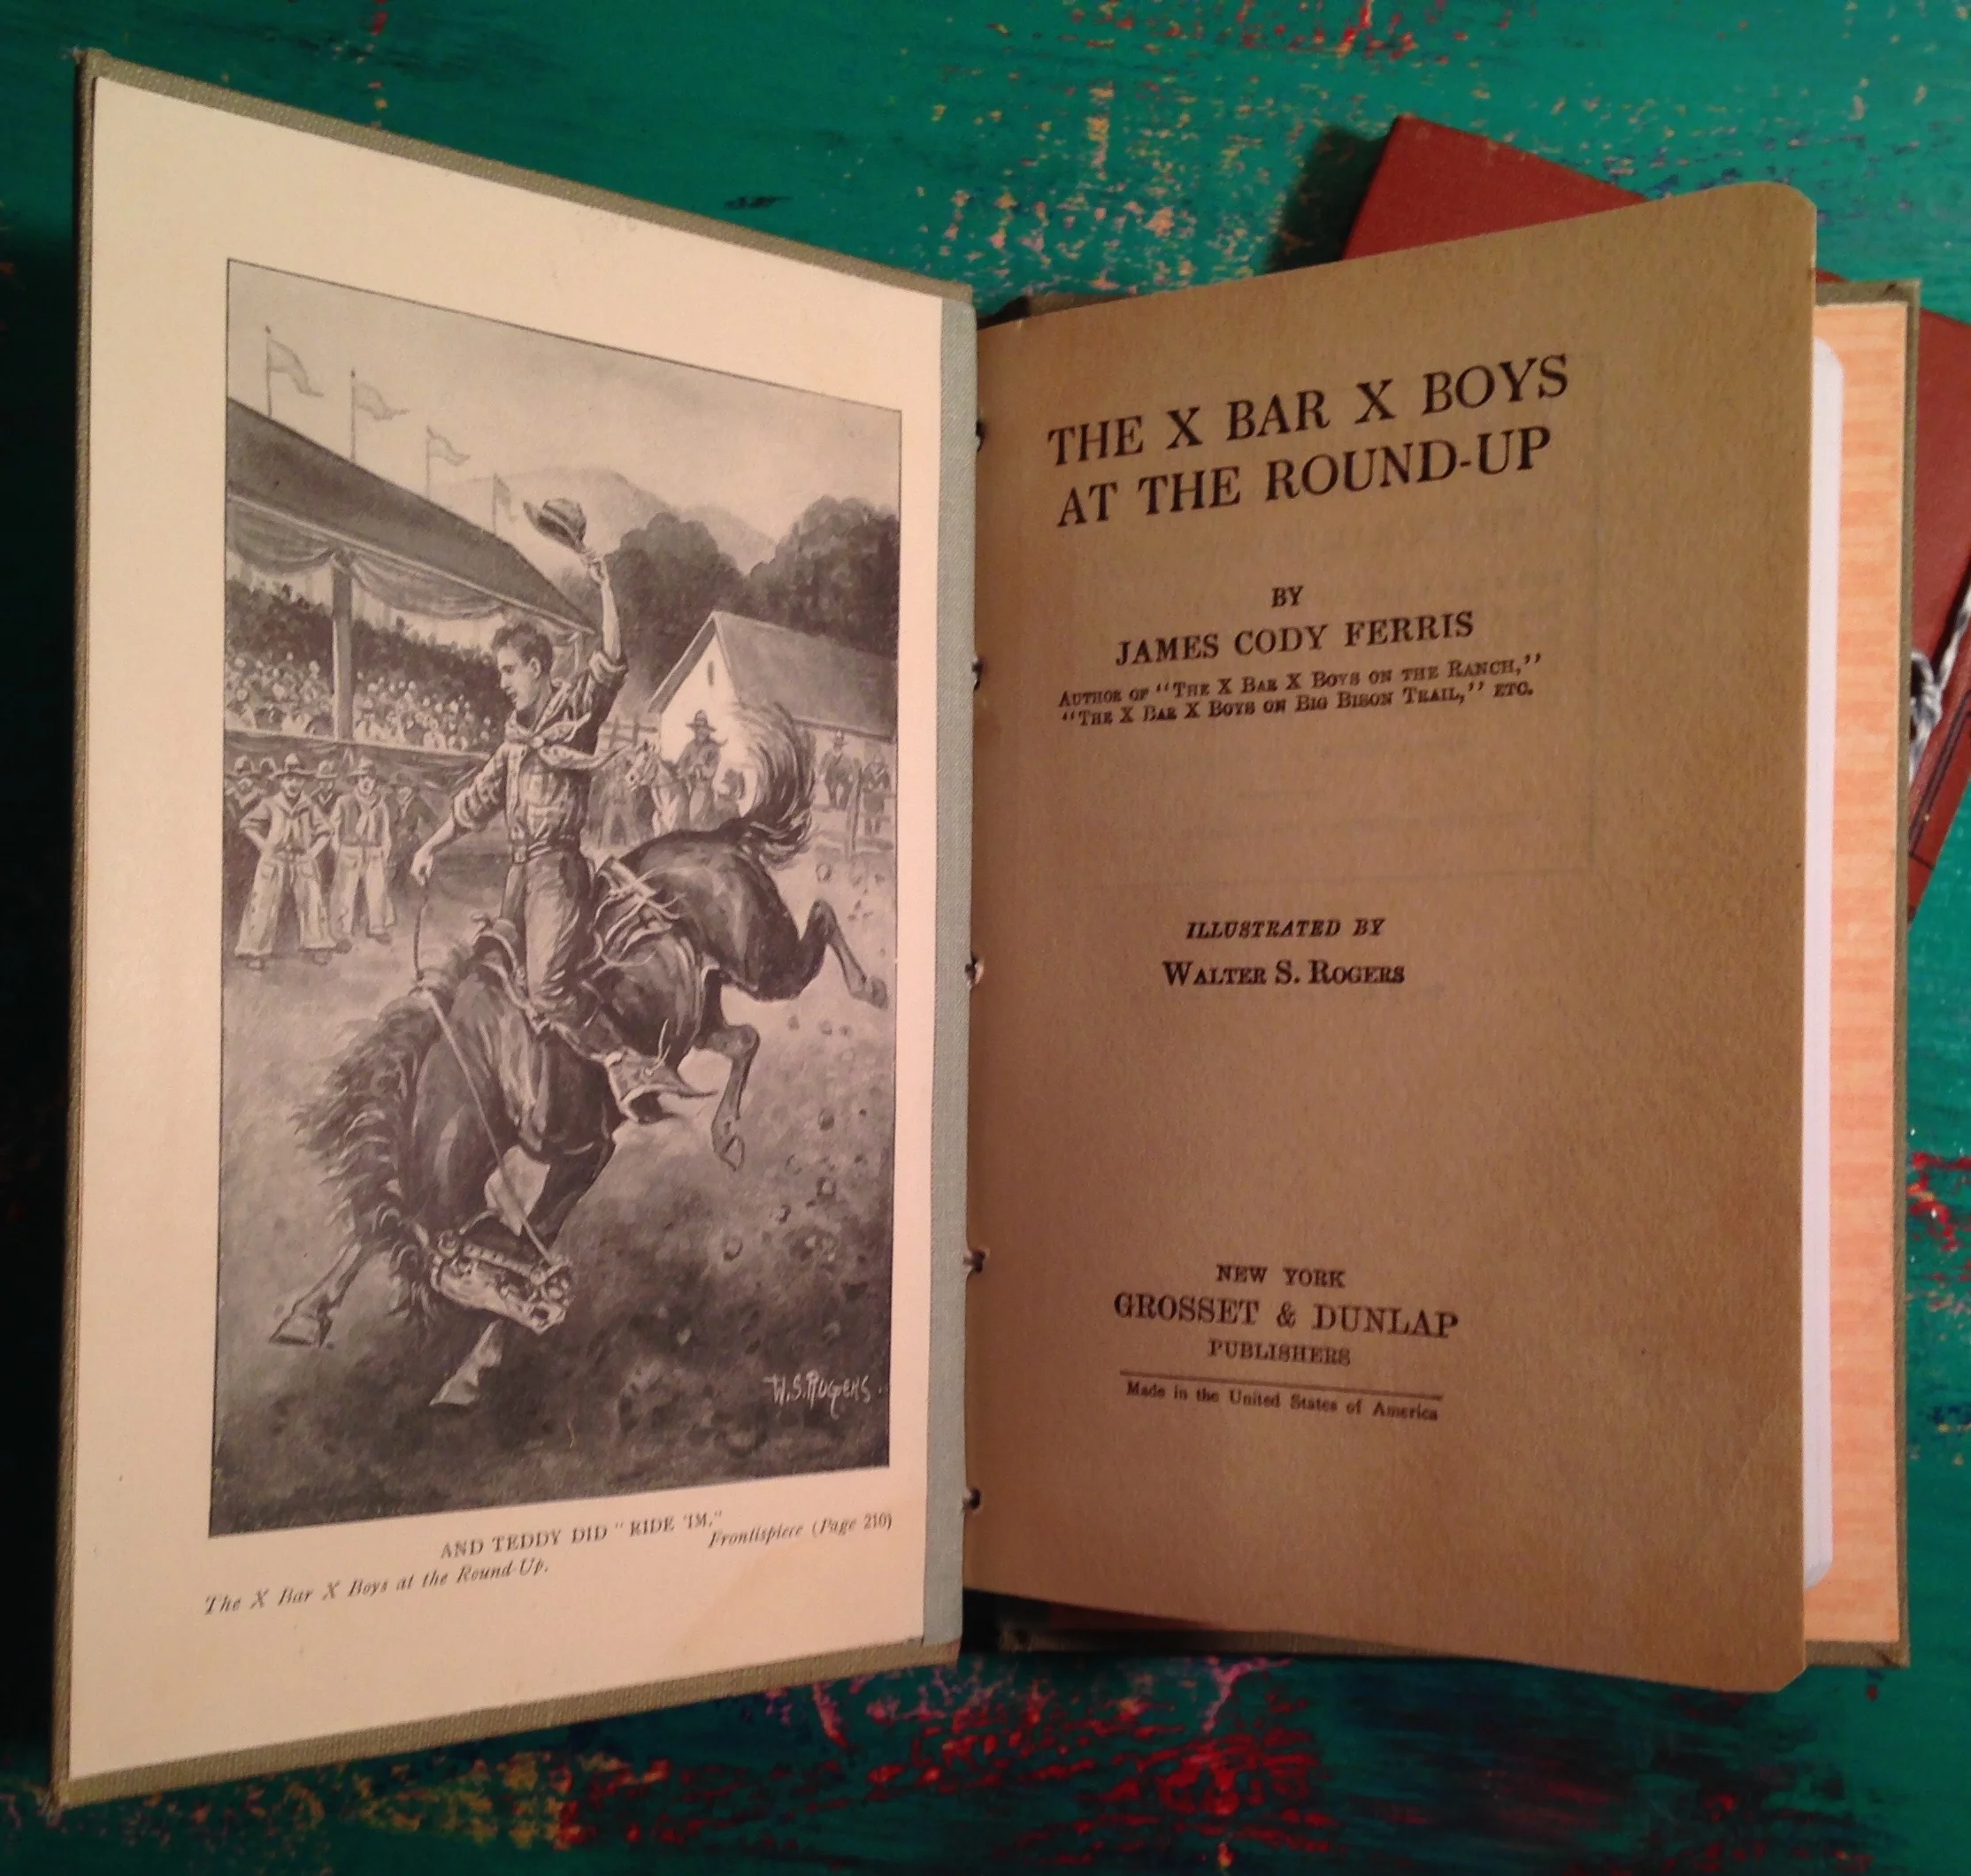 W.S. ROGERS.
AND TEDDY DID "RIDE 'IM."
Frontispiece (Page 210)
The X Bar X Boys at the Round-Up.
THE X BAR X BOYS
AT THE ROUND-UP
BY
JAMES CODY FERRIS
AUTHOR OF "THE X BAR X BOYS ON THE RANCH,"
"THE X BAR X BOYS ON BIG BISON TRAIL," ETC.
ILLUSTRATED BY
WALTER S. ROGERS
NEW YORK
GROSSET & DUNLAP
PUBLISHERS
Made in the United States of America